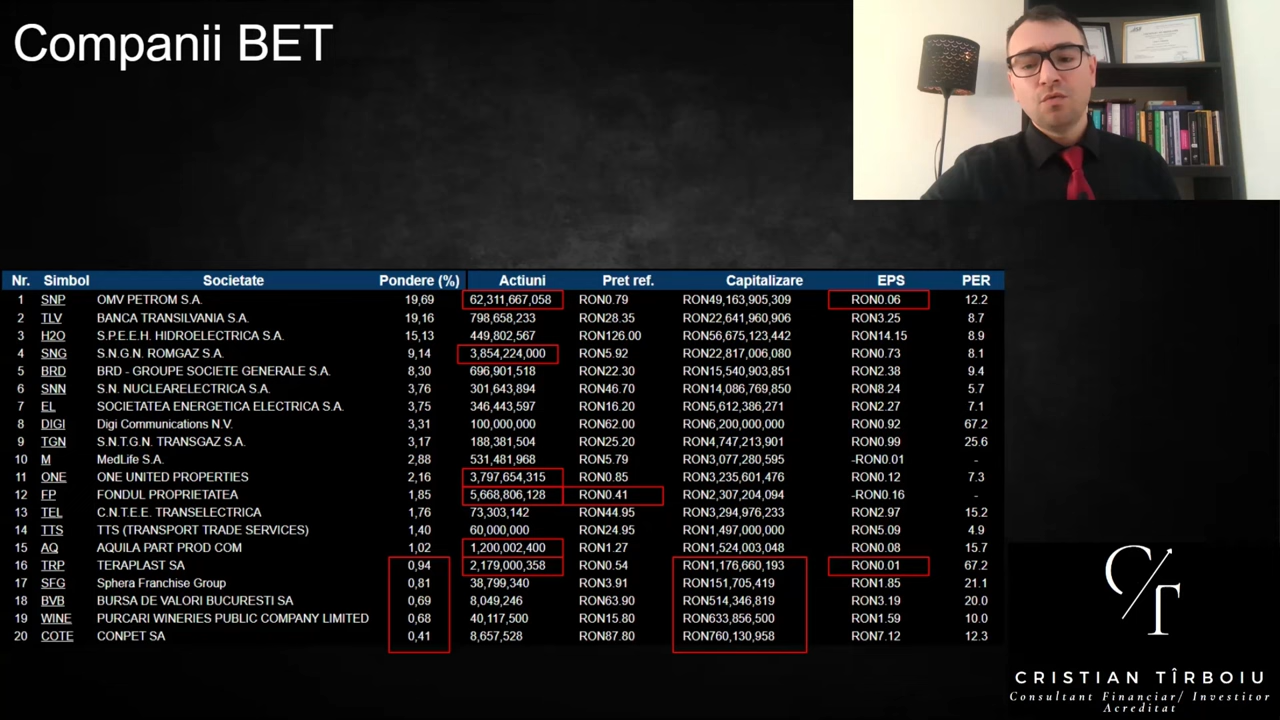 Companii BET
Nr. Simbol Societate Pondere (%) Actiuni Pret ref. Capitalizare EPS PER
1 SNP OMV PETROM S.A. 19,69 62,311,667,058 RON0.79 RON49,163,905,309 RON0.06 12.2
2 TLV BANCA TRANSILVANIA S.A. 19,16 798,658,233 RON28.35 RON22,641,960,906 RON3.25 8.7
3 H2O S.P.E.E.H. HIDROELECTRICA S.A. 15,13 449,802,567 RON126.00 RON56,675,123,442 RON14.15 8.9
4 SNG S.N.G.N. ROMGAZ S.A. 9,14 3,854,224,000 RON5.92 RON22,817,006,080 RON0.73 8.1
5 BRD BRD - GROUPE SOCIETE GENERALE S.A. 8,30 696,901,518 RON22.30 RON15,540,903,851 RON2.38 9.4
6 SNN S.N. NUCLEARELECTRICA S.A. 3,76 301,643,894 RON46.70 RON14,086,769,850 RON8.24 5.7
7 EL SOCIETATEA ENERGETICA ELECTRICA S.A. 3,75 346,443,597 RON16.20 RON5,612,386,271 RON2.27 7.1
8 DIGI Digi Communications N.V. 3,31 100,000,000 RON62.00 RON6,200,000,000 RON0.92 67.2
9 TGN S.N.T.G.N. TRANSGAZ S.A. 3,17 188,381,504 RON25.20 RON4,747,213,901 RON0.99 25.6
10 M MedLife S.A. 2,88 531,481,968 RON5.79 RON3,077,280,595 -RON0.01 -
11 ONE ONE UNITED PROPERTIES 2,16 3,797,654,315 RON0.85 RON3,235,601,476 RON0.12 7.3
12 FP FONDUL PROPRIETATEA 1,85 5,668,806,128 RON0.41 RON2,307,204,094 -RON0.16 -
13 TEL C.N.T.E.E. TRANSELECTRICA 1,76 73,303,142 RON44.95 RON3,294,976,233 RON2.97 15.2
14 TTS TTS (TRANSPORT TRADE SERVICES) 1,40 60,000,000 RON24.95 RON1,497,000,000 RON5.09 4.9
15 AQ AQUILA PART PROD COM 1,02 1,200,002,400 RON1.27 RON1,524,003,048 RON0.08 15.7
16 TRP TERAPLAST SA 0,94 2,179,000,358 RON0.54 RON1,176,660,193 RON0.01 67.2
17 SFG Sphera Franchise Group 0,81 38,799,340 RON3.91 RON151,705,419 RON1.85 21.1
18 BVB BURSA DE VALORI BUCURESTI SA 0,69 8,049,246 RON63.90 RON514,346,819 RON3.19 20.0
19 WINE PURCARI WINERIES PUBLIC COMPANY LIMITED 0,68 40,117,500 RON15.80 RON633,856,500 RON1.59 10.0
20 COTE CONPET SA 0,41 8,657,528 RON87.80 RON760,130,958 RON7.12 12.3
CT
CRISTIAN TÎRBOIU
Consultant Financiar/ Investitor
Acreditat